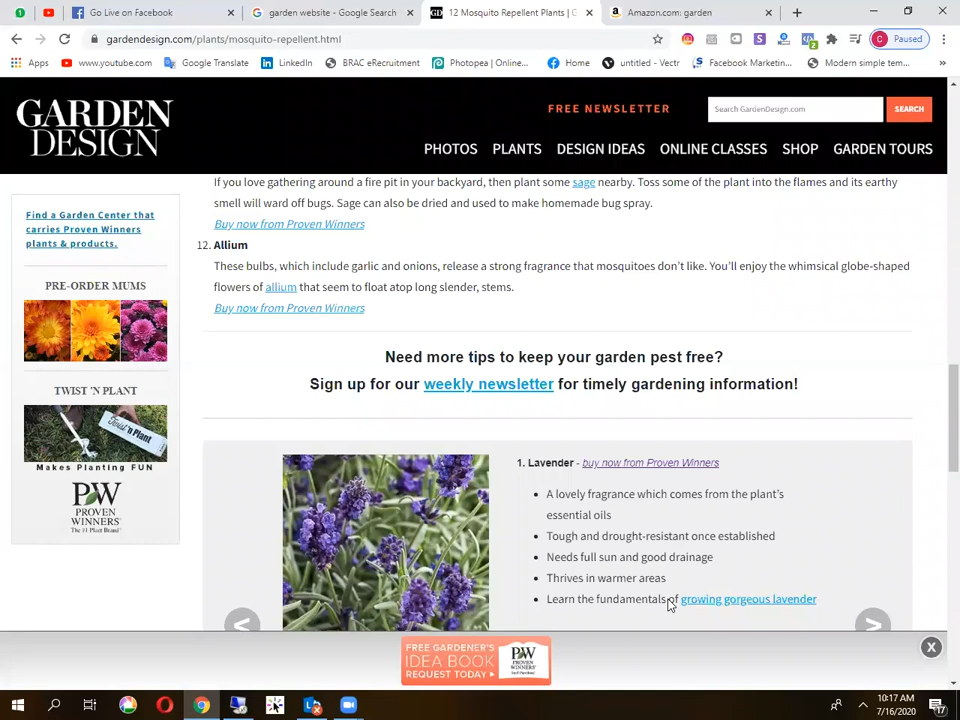 Go Live on Facebook
garden website - Google Search
12 Mosquito Repellent Plants | G
Amazon.com: garden
gardendesign.com/plants/mosquito-repellent.html
Paused
Apps
www.youtube.com
Google Translate
LinkedIn
BRAC eRecruitment
Photopea | Online...
Home
untitled - Vectr
Facebook Marketin...
Modern simple tem...
GARDEN
DESIGN
FREE NEWSLETTER
Search GardenDesign.com
SEARCH
PHOTOS
PLANTS
DESIGN IDEAS
ONLINE CLASSES
SHOP
GARDEN TOURS
Find a Garden Center that
carries Proven Winners
plants & products.
PRE-ORDER MUMS
TWIST 'N PLANT
Twist 'n Plant
Makes Planting FUN
PW
PROVEN
WINNERS®
The #1 Plant Brand
If you love gathering around a fire pit in your backyard, then plant some sage nearby. Toss some of the plant into the flames and its earthy
smell will ward off bugs. Sage can also be dried and used to make homemade bug spray.
Buy now from Proven Winners
12. Allium
These bulbs, which include garlic and onions, release a strong fragrance that mosquitoes don't like. You'll enjoy the whimsical globe-shaped
flowers of allium that seem to float atop long slender, stems.
Buy now from Proven Winners
Need more tips to keep your garden pest free?
Sign up for our weekly newsletter for timely gardening information!
1. Lavender - buy now from Proven Winners
A lovely fragrance which comes from the plant's
essential oils
Tough and drought-resistant once established
Needs full sun and good drainage
Thrives in warmer areas
Learn the fundamentals of growing gorgeous lavender
<
>
FREE GARDENER'S
IDEA BOOK
REQUEST TODAY
PW
PROVEN
WINNERS
X
10:17 AM
7/16/2020
17